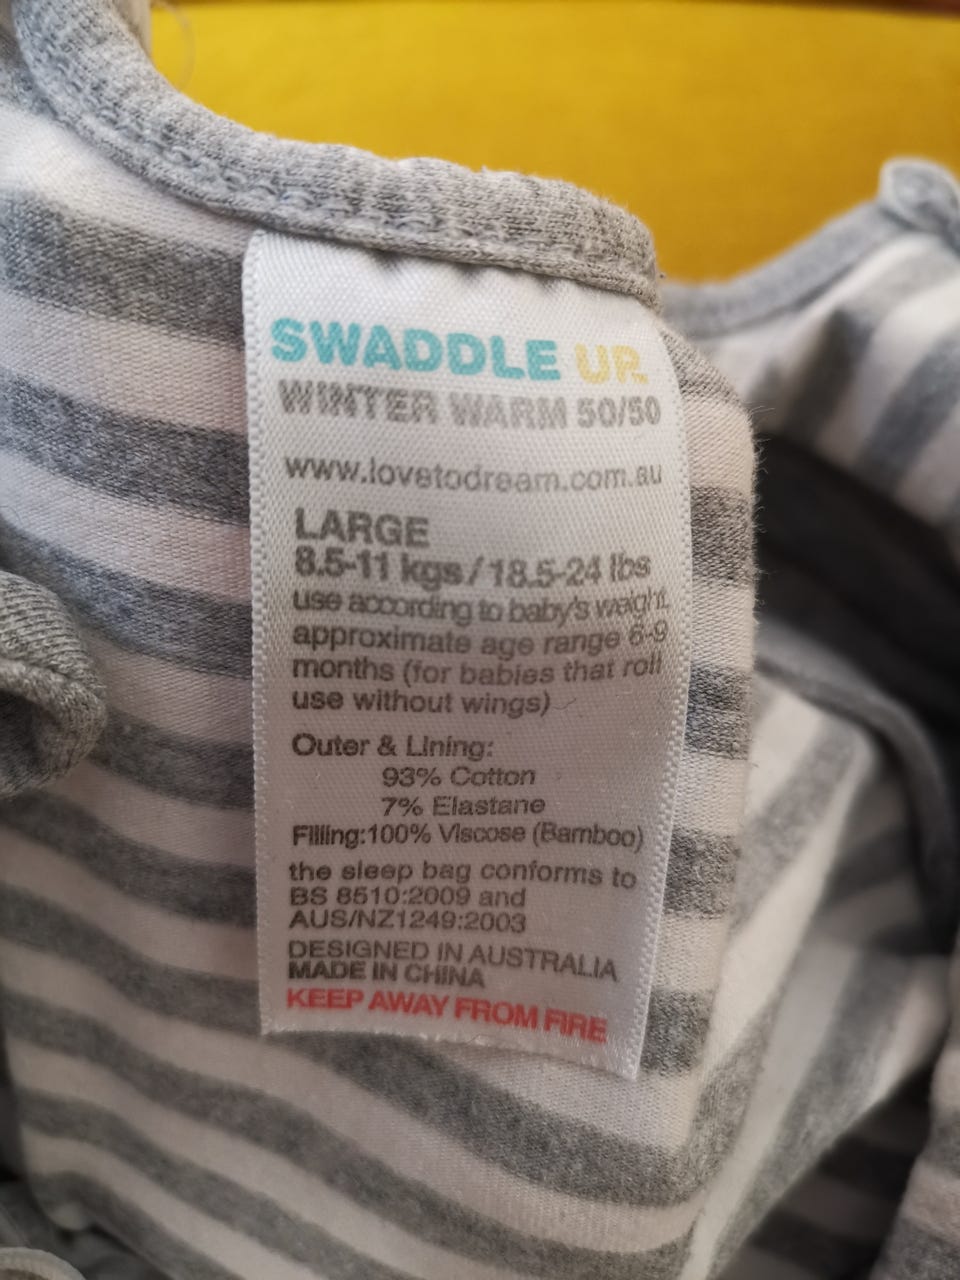 SWADDLE UP.
WINTER WARM 50/50
www.lovetodream.com.au
LARGE
8.5-11 kgs / 18.5-24 lbs
use according to baby's weight.
approximate age range 6-9
months (for babies that roll
use without wings)
Outer & Lining:
93% Cotton
7% Elastane
Filling:100% Viscose (Bamboo)
the sleep bag conforms to
BS 8510:2009 and
AUS/NZ1249:2003
DESIGNED IN AUSTRALIA
MADE IN CHINA
KEEP AWAY FROM FIRE